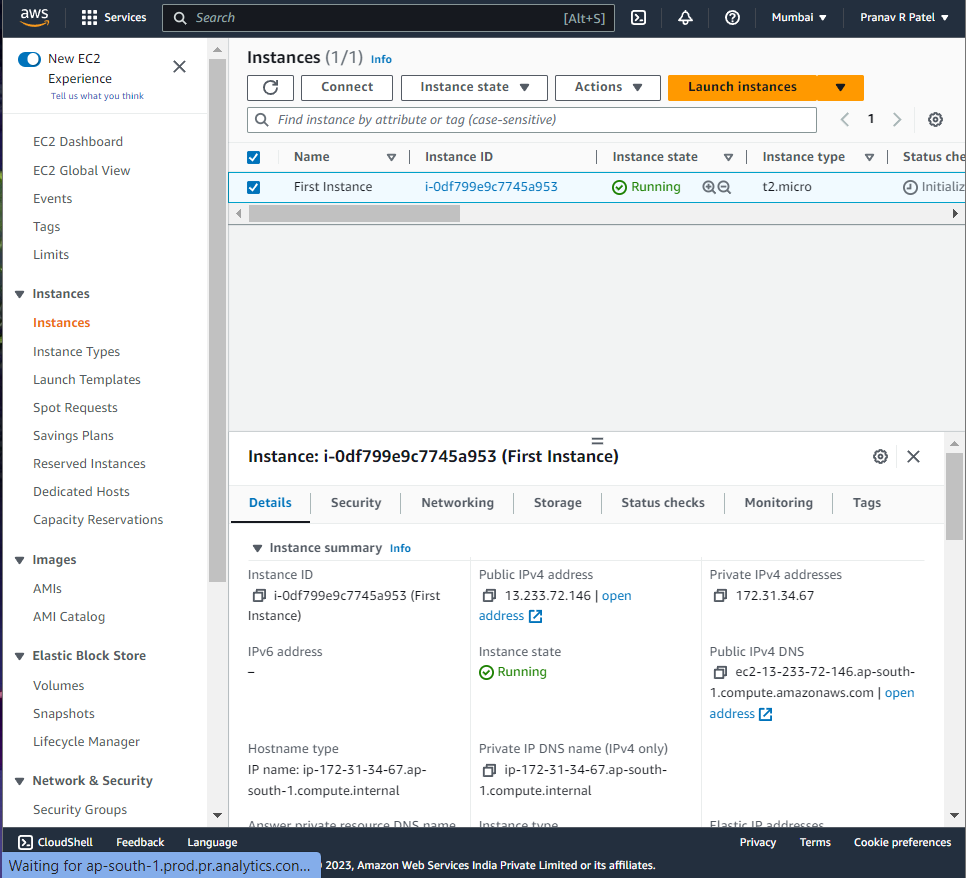 aws
Services
Search
[Alt+S]
Mumbai ▼
Pranav R Patel ▼
New EC2
Experience
Tell us what you think
EC2 Dashboard
EC2 Global View
Events
Tags
Limits
Instances
Instances
Instance Types
Launch Templates
Spot Requests
Savings Plans
Reserved Instances
Dedicated Hosts
Capacity Reservations
Images
AMIs
AMI Catalog
Elastic Block Store
Volumes
Snapshots
Lifecycle Manager
Network & Security
Security Groups
Instances (1/1) Info
Connect
Instance state
Actions
Launch instances
Find instance by attribute or tag (case-sensitive)
1
Name
Instance ID
Instance state
Instance type
Status che
First Instance
i-0df799e9c7745a953
Running
t2.micro
Initializ
Instance: i-0df799e9c7745a953 (First Instance)
Details
Security
Networking
Storage
Status checks
Monitoring
Tags
Instance summary Info
Instance ID
i-0df799e9c7745a953 (First
Instance)
Public IPv4 address
13.233.72.146 | open
address
Private IPv4 addresses
172.31.34.67
IPv6 address
–
Instance state
Running
Public IPv4 DNS
ec2-13-233-72-146.ap-south-
1.compute.amazonaws.com | open
address
Hostname type
IP name: ip-172-31-34-67.ap-
south-1.compute.internal
Private IP DNS name (IPv4 only)
ip-172-31-34-67.ap-south-
1.compute.internal
Answer private resource DNS name
Instance type
Elastic IP addresses
CloudShell
Feedback
Language
Privacy
Terms
Cookie preferences
Waiting for ap-south-1.prod.pr.analytics.con...
2023, Amazon Web Services India Private Limited or its affiliates.